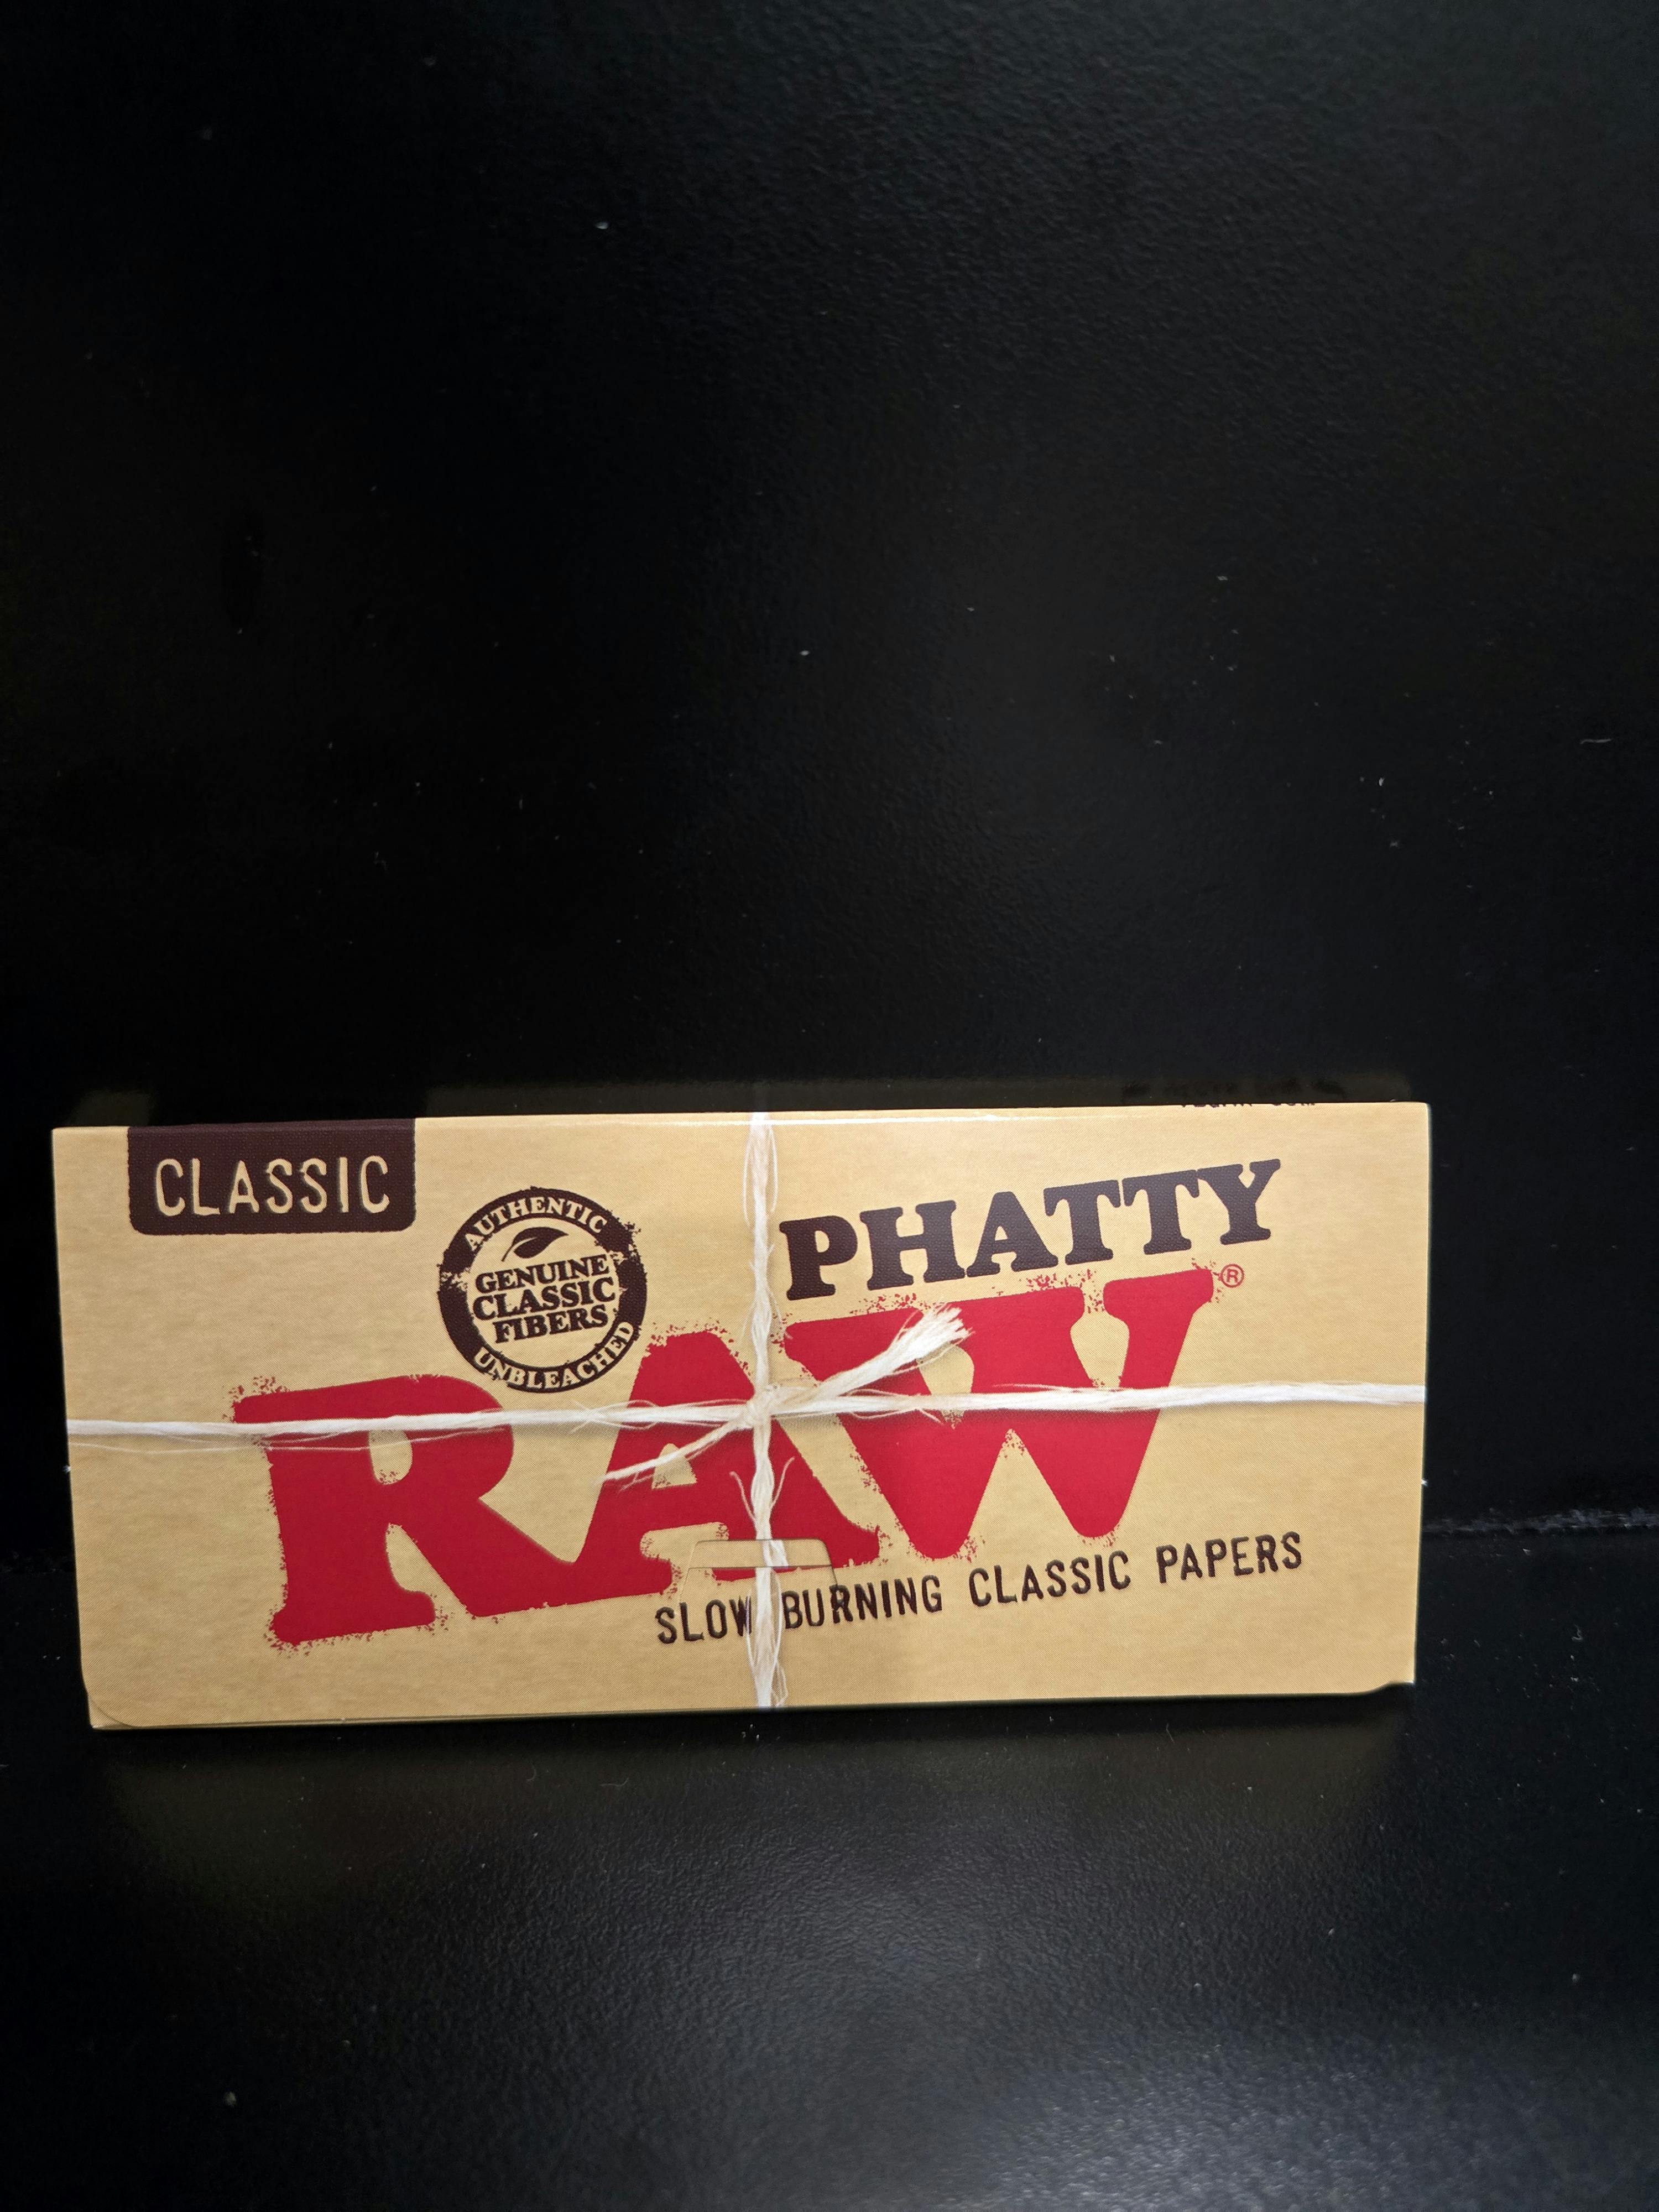 CLASSIC
AUTHENTIC
GENUINE
CLASSIC
FIBERS
UNBLEACHED
PHATTY
RAW®
SLOW BURNING CLASSIC PAPERS